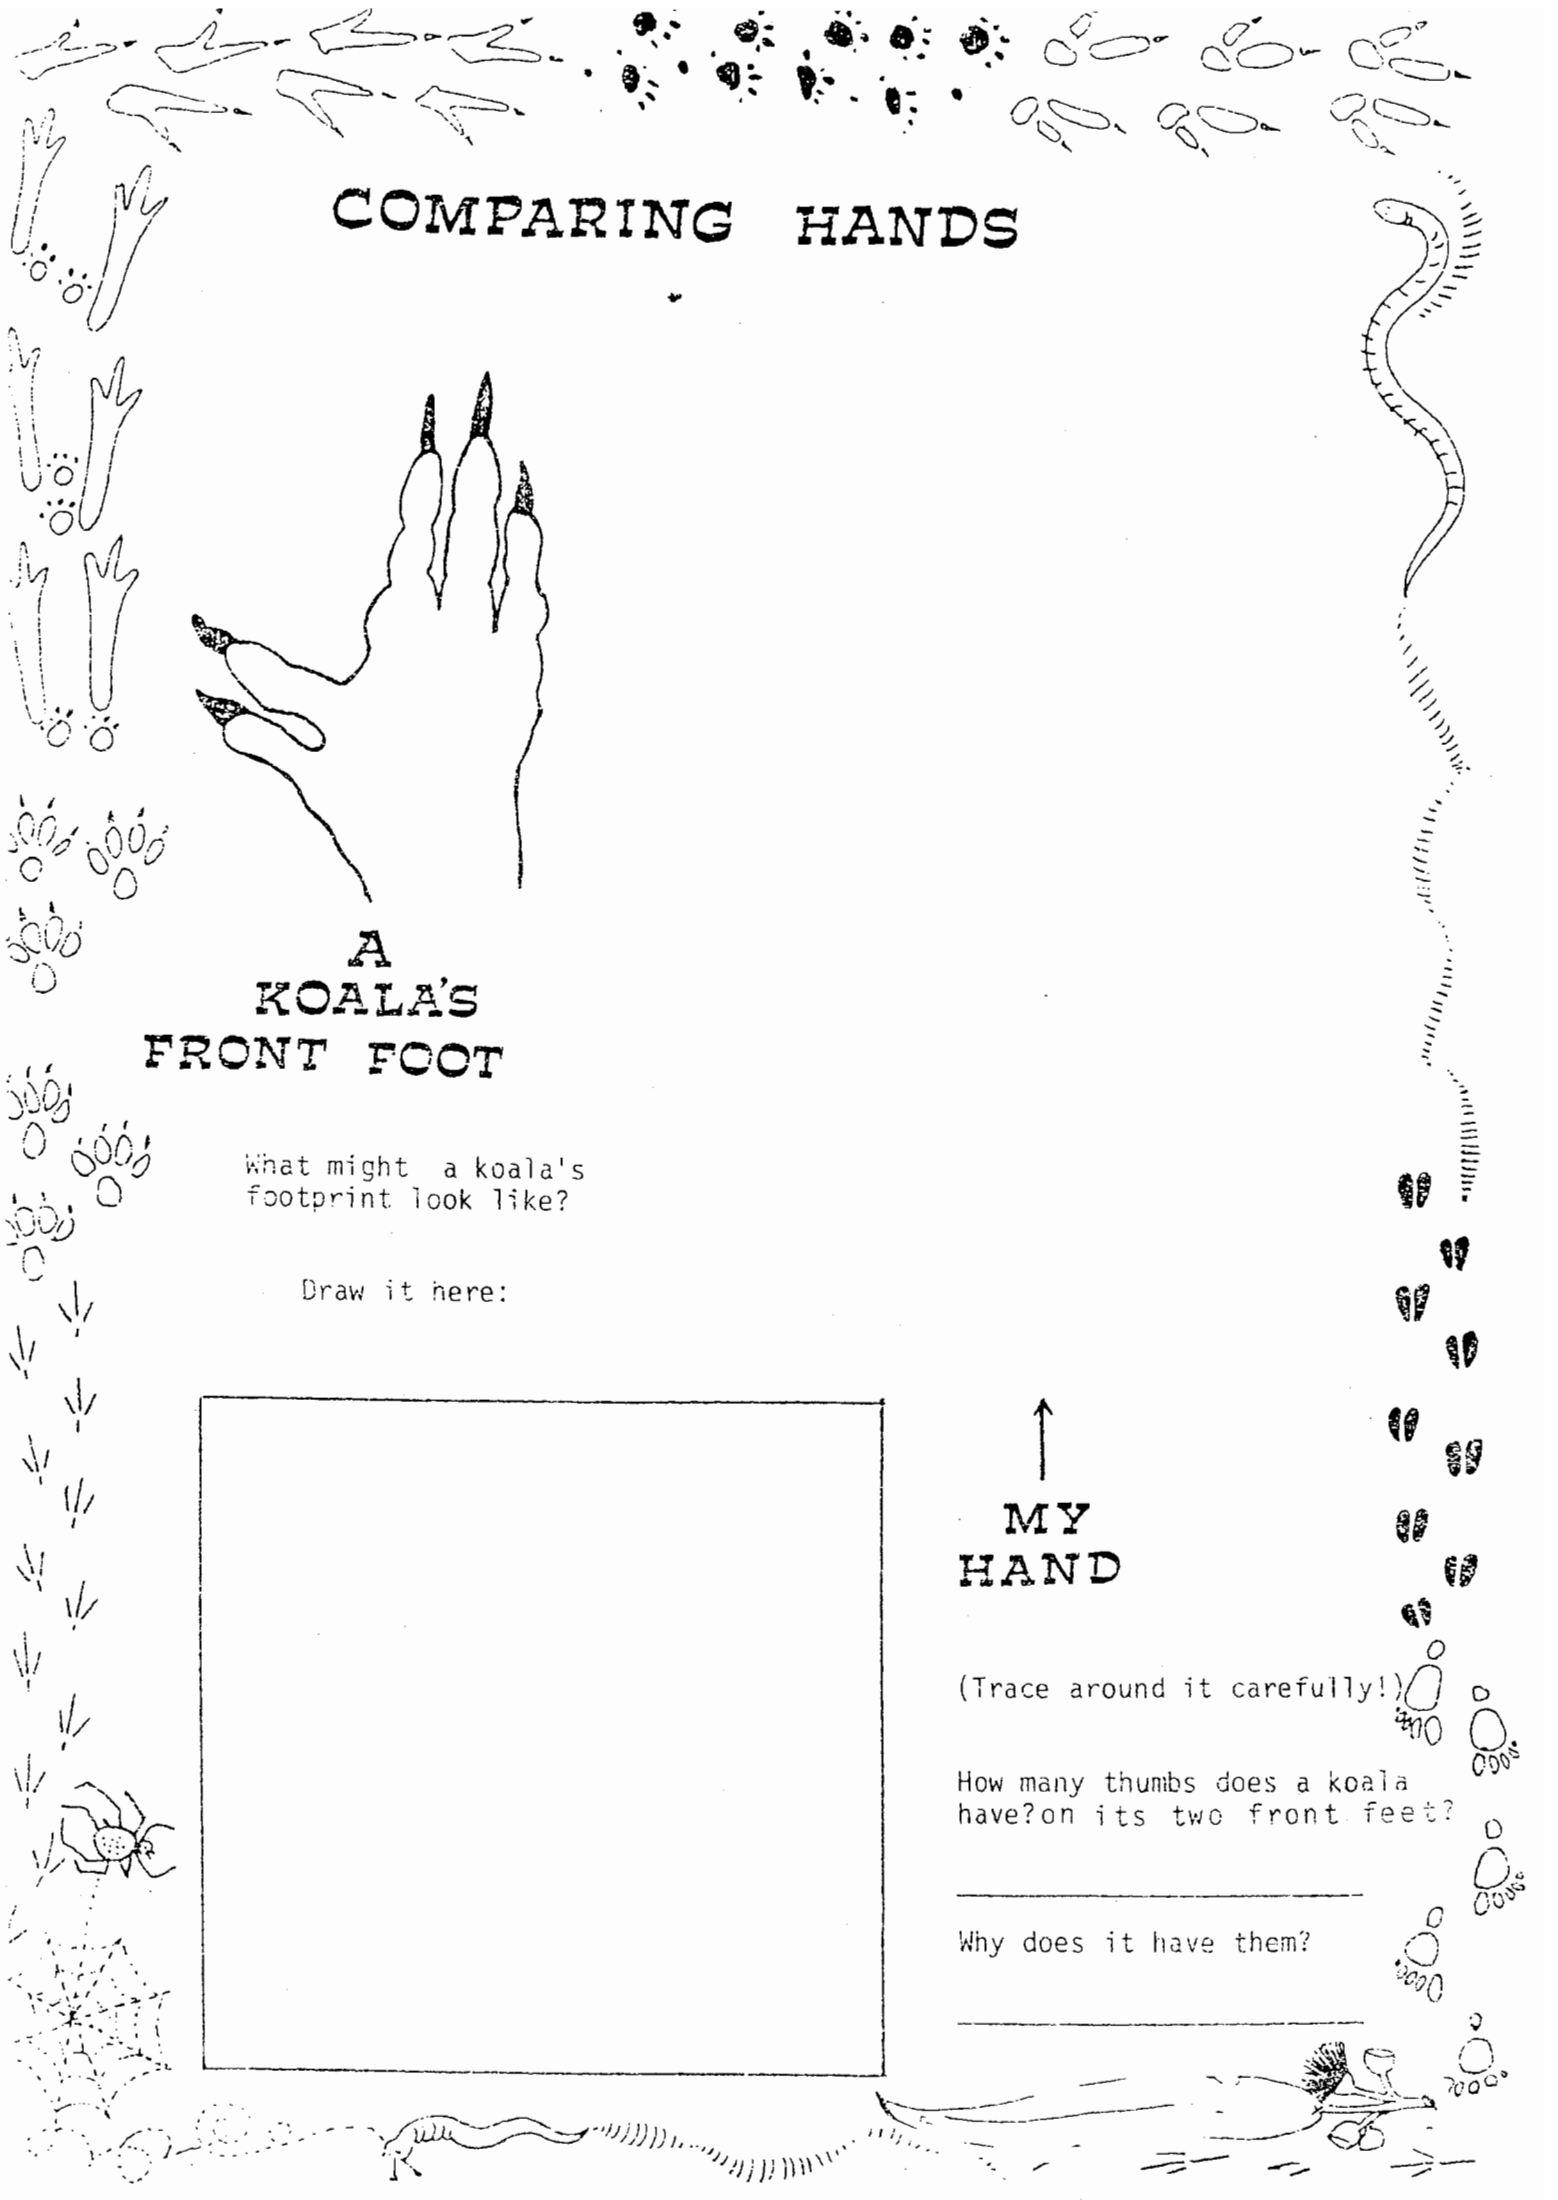 COMPARING HANDS
A
KOALA'S
FRONT FOOT
What might a koala's
footprint look like?
Draw it here:
MY
HAND
(Trace around it carefully!)
How many thumbs does a koala
have?on its two front feet?
Why does it have them?